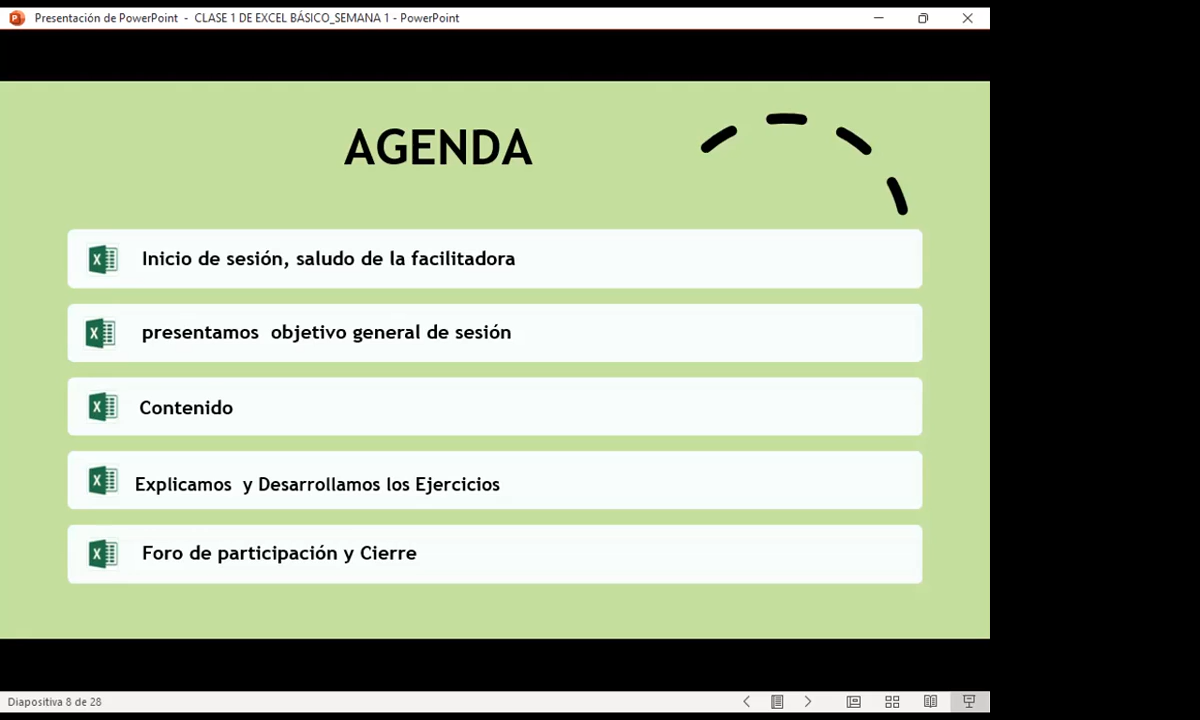 Presentación de PowerPoint - CLASE 1 DE EXCEL BÁSICO_SEMANA 1 - PowerPoint
AGENDA
Inicio de sesión, saludo de la facilitadora
presentamos objetivo general de sesión
Contenido
Explicamos y Desarrollamos los Ejercicios
Foro de participación y Cierre
Diapositiva 8 de 28